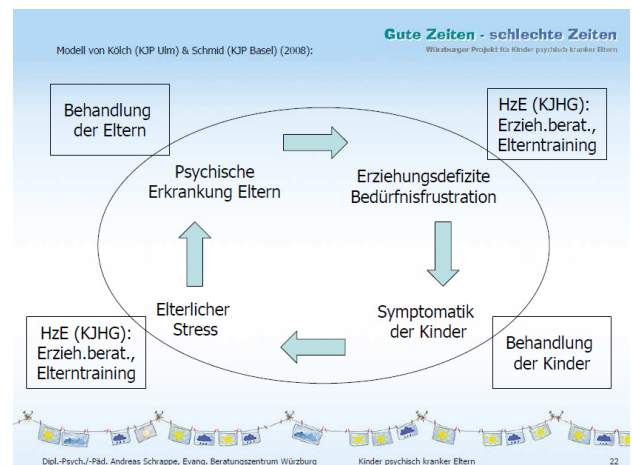 Gute Zeiten - schlechte Zeiten
Modell von Kölch (KJP Ulm) & Schmid (KJP Basel) (2008):
Würzburger Projekt für Kinder psychisch kranker Eltern
Behandlung
der Eltern
HzE (KJHG):
Erzieh.berat.,
Elterntraining
Psychische
Erkrankung Eltern
Erziehungsdefizite
Bedürfnisfrustration
Elterlicher
Stress
Symptomatik
der Kinder
HzE (KJHG):
Erzieh.berat.,
Elterntraining
Behandlung
der Kinder
Dipl.-Psych./-Päd. Andreas Schrappe, Evang. Beratungszentrum Würzburg
Kinder psychisch kranker Eltern
22